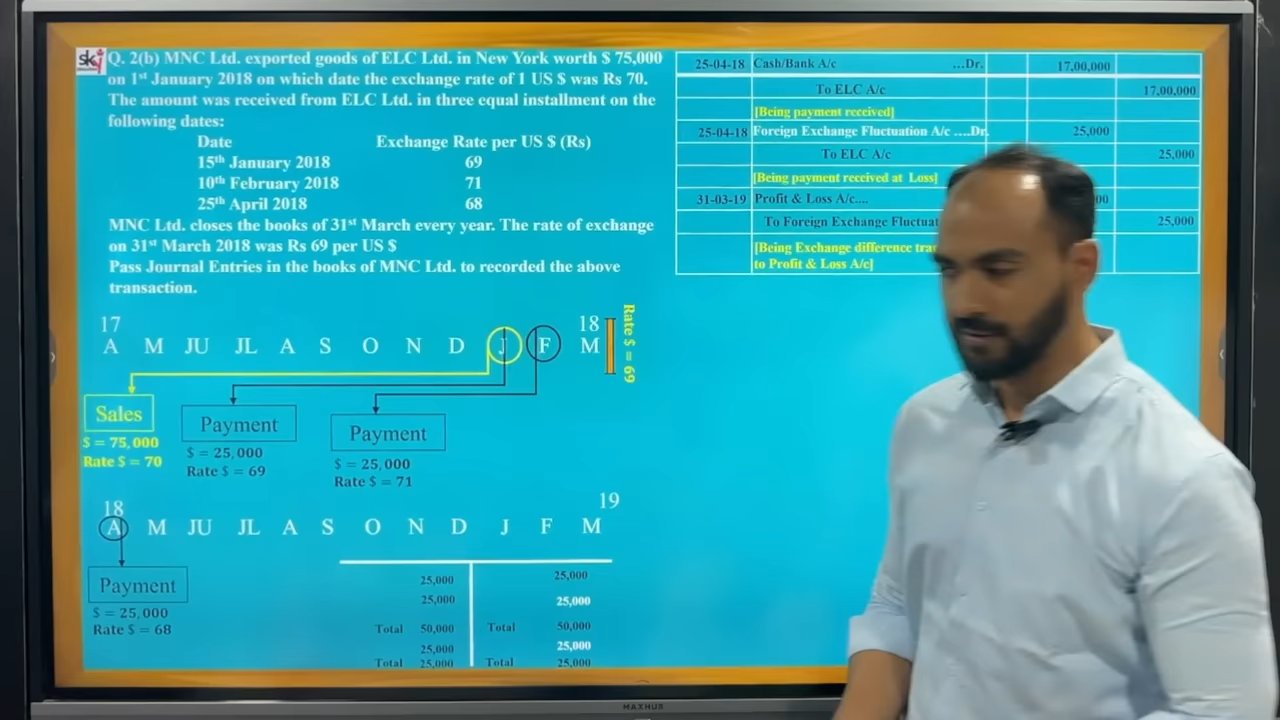 sk
Q. 2(b) MNC Ltd. exported goods of ELC Ltd. in New York worth $ 75,000
on 1st January 2018 on which date the exchange rate of 1 US $ was Rs 70.
The amount was received from ELC Ltd. in three equal installment on the
following dates:
Date Exchange Rate per US $ (Rs)
15th January 2018 69
10th February 2018 71
25th April 2018 68
MNC Ltd. closes the books of 31st March every year. The rate of exchange
on 31st March 2018 was Rs 69 per US $
Pass Journal Entries in the books of MNC Ltd. to recorded the above
transaction.
17 18
A M JU JL A S O N D J F M
Rate $ = 69
Sales
$ = 75,000
Rate $ = 70
Payment
$ = 25,000
Rate $ = 69
Payment
$ = 25,000
Rate $ = 71
18 19
A M JU JL A S O N D J F M
Payment
$ = 25,000
Rate $ = 68
25,000 25,000
25,000 25,000
Total 50,000 Total 50,000
25,000 25,000
Total 25,000 Total 25,000
25-04-18 Cash/Bank A/c ...Dr. 17,00,000
To ELC A/c 17,00,000
[Being payment received]
25-04-18 Foreign Exchange Fluctuation A/c ....Dr. 25,000
To ELC A/c 25,000
[Being payment received at Loss]
31-03-19 Profit & Loss A/c.... 00
To Foreign Exchange Fluctuat 25,000
[Being Exchange difference tra
to Profit & Loss A/c]
MAXHUB